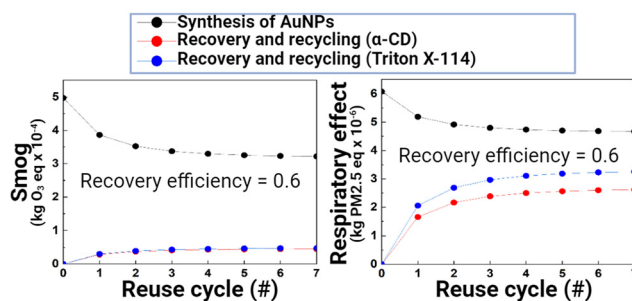 Synthesis of AuNPs
Recovery and recycling (α-CD)
Recovery and recycling (Triton X-114)
Smog
(kg O₃ eq x 10⁻⁴)
5
4
3
2
1
0
Recovery efficiency = 0.6
0 1 2 3 4 5 6 7
Reuse cycle (#)
Respiratory effect
(kg PM2.5 eq x 10⁻⁶)
6
5
4
3
2
1
0
Recovery efficiency = 0.6
0 1 2 3 4 5 6 7
Reuse cycle (#)